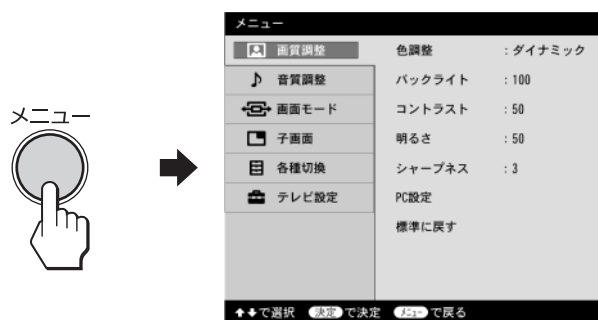 メニュー
メニュー
画質調整
音質調整
画面モード
子画面
各種切換
テレビ設定
色調整 : ダイナミック
バックライト : 100
コントラスト : 50
明るさ : 50
シャープネス : 3
PC設定
標準に戻す
で選択 決定 で決定 メニュー で戻る